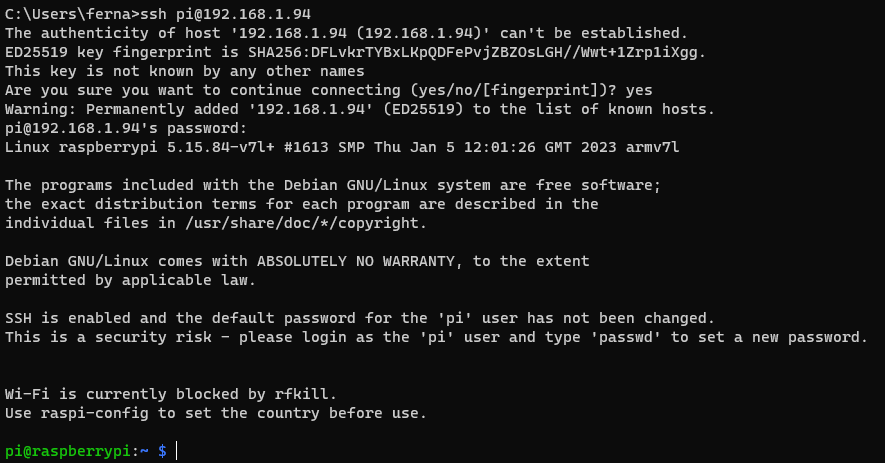 C:\Users\ferna>ssh pi@192.168.1.94
The authenticity of host '192.168.1.94 (192.168.1.94)' can't be established.
ED25519 key fingerprint is SHA256:DFLvkrTYBxLKpQDFePvjZBZOsLGH//Wwt+1Zrp1iXgg.
This key is not known by any other names
Are you sure you want to continue connecting (yes/no/[fingerprint])? yes
Warning: Permanently added '192.168.1.94' (ED25519) to the list of known hosts.
pi@192.168.1.94's password:
Linux raspberrypi 5.15.84-v7l+ #1613 SMP Thu Jan 5 12:01:26 GMT 2023 armv7l
The programs included with the Debian GNU/Linux system are free software;
the exact distribution terms for each program are described in the
individual files in /usr/share/doc/*/copyright.
Debian GNU/Linux comes with ABSOLUTELY NO WARRANTY, to the extent
permitted by applicable law.
SSH is enabled and the default password for the 'pi' user has not been changed.
This is a security risk - please login as the 'pi' user and type 'passwd' to set a new password.
Wi-Fi is currently blocked by rfkill.
Use raspi-config to set the country before use.
pi@raspberrypi:~ $